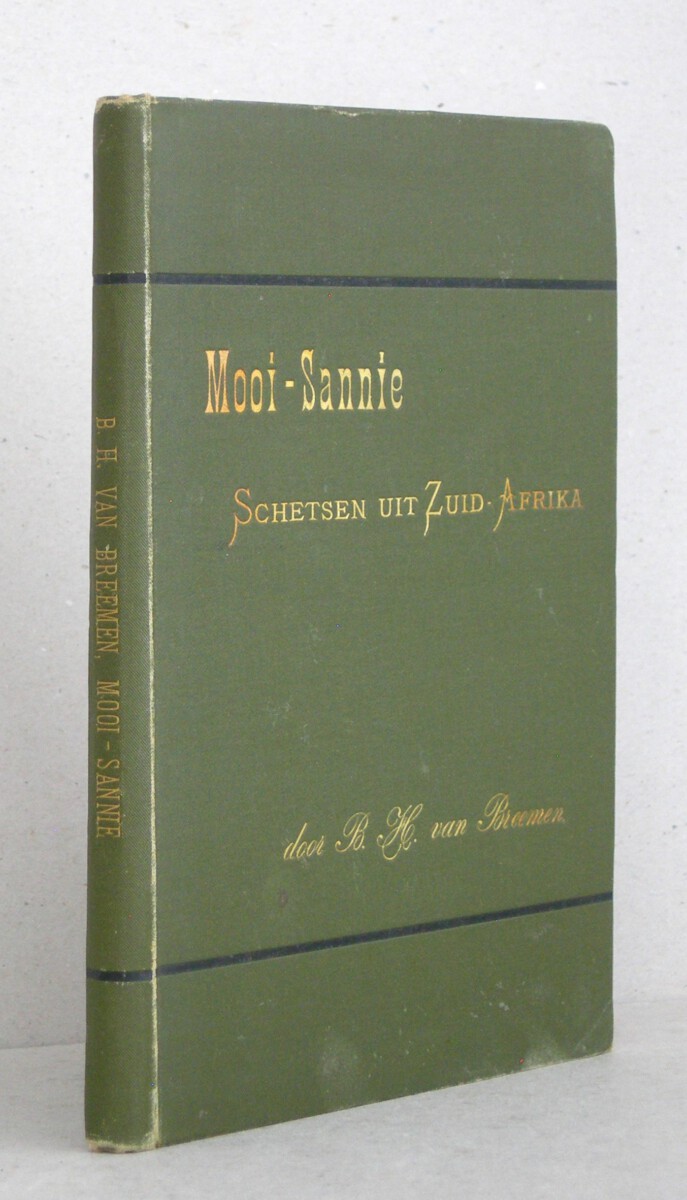 Mooi-Sannie
SCHETSEN UIT ZUID-AFRIKA
door B. H. van Breemen
B. H. VAN BREEMEN, MOOI-SANNIE